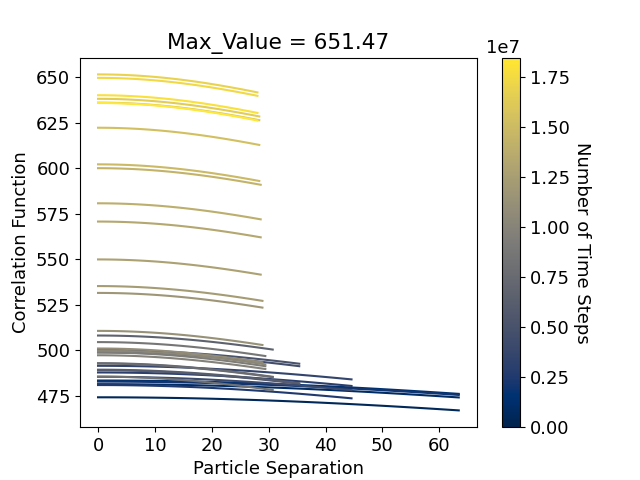 Max_Value = 651.47
1e7
Correlation Function
650
625
600
575
550
525
500
475
0 10 20 30 40 50 60
Particle Separation
1.75
1.50
1.25
1.00
0.75
0.50
0.25
0.00
Number of Time Steps